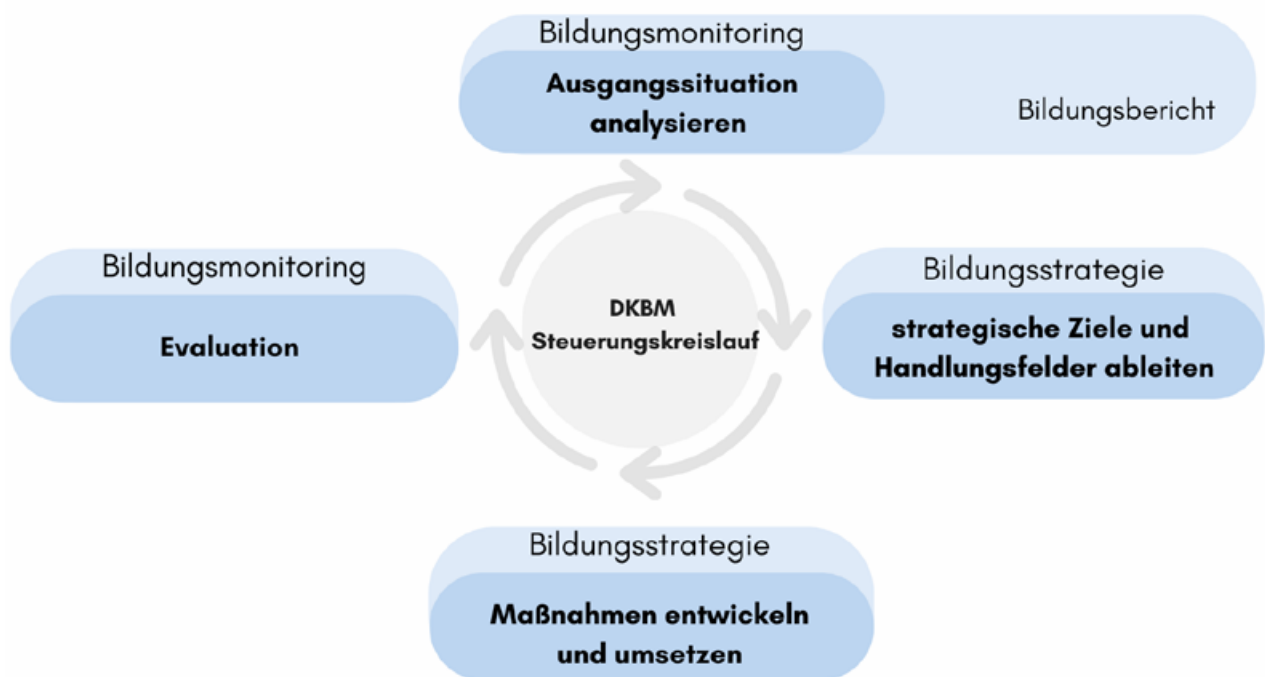 Bildungsmonitoring
Ausgangssituation
analysieren
Bildungsbericht
Bildungsmonitoring
Evaluation
DKBM
Steuerungskreislauf
Bildungsstrategie
strategische Ziele und
Handlungsfelder ableiten
Bildungsstrategie
Maßnahmen entwickeln
und umsetzen